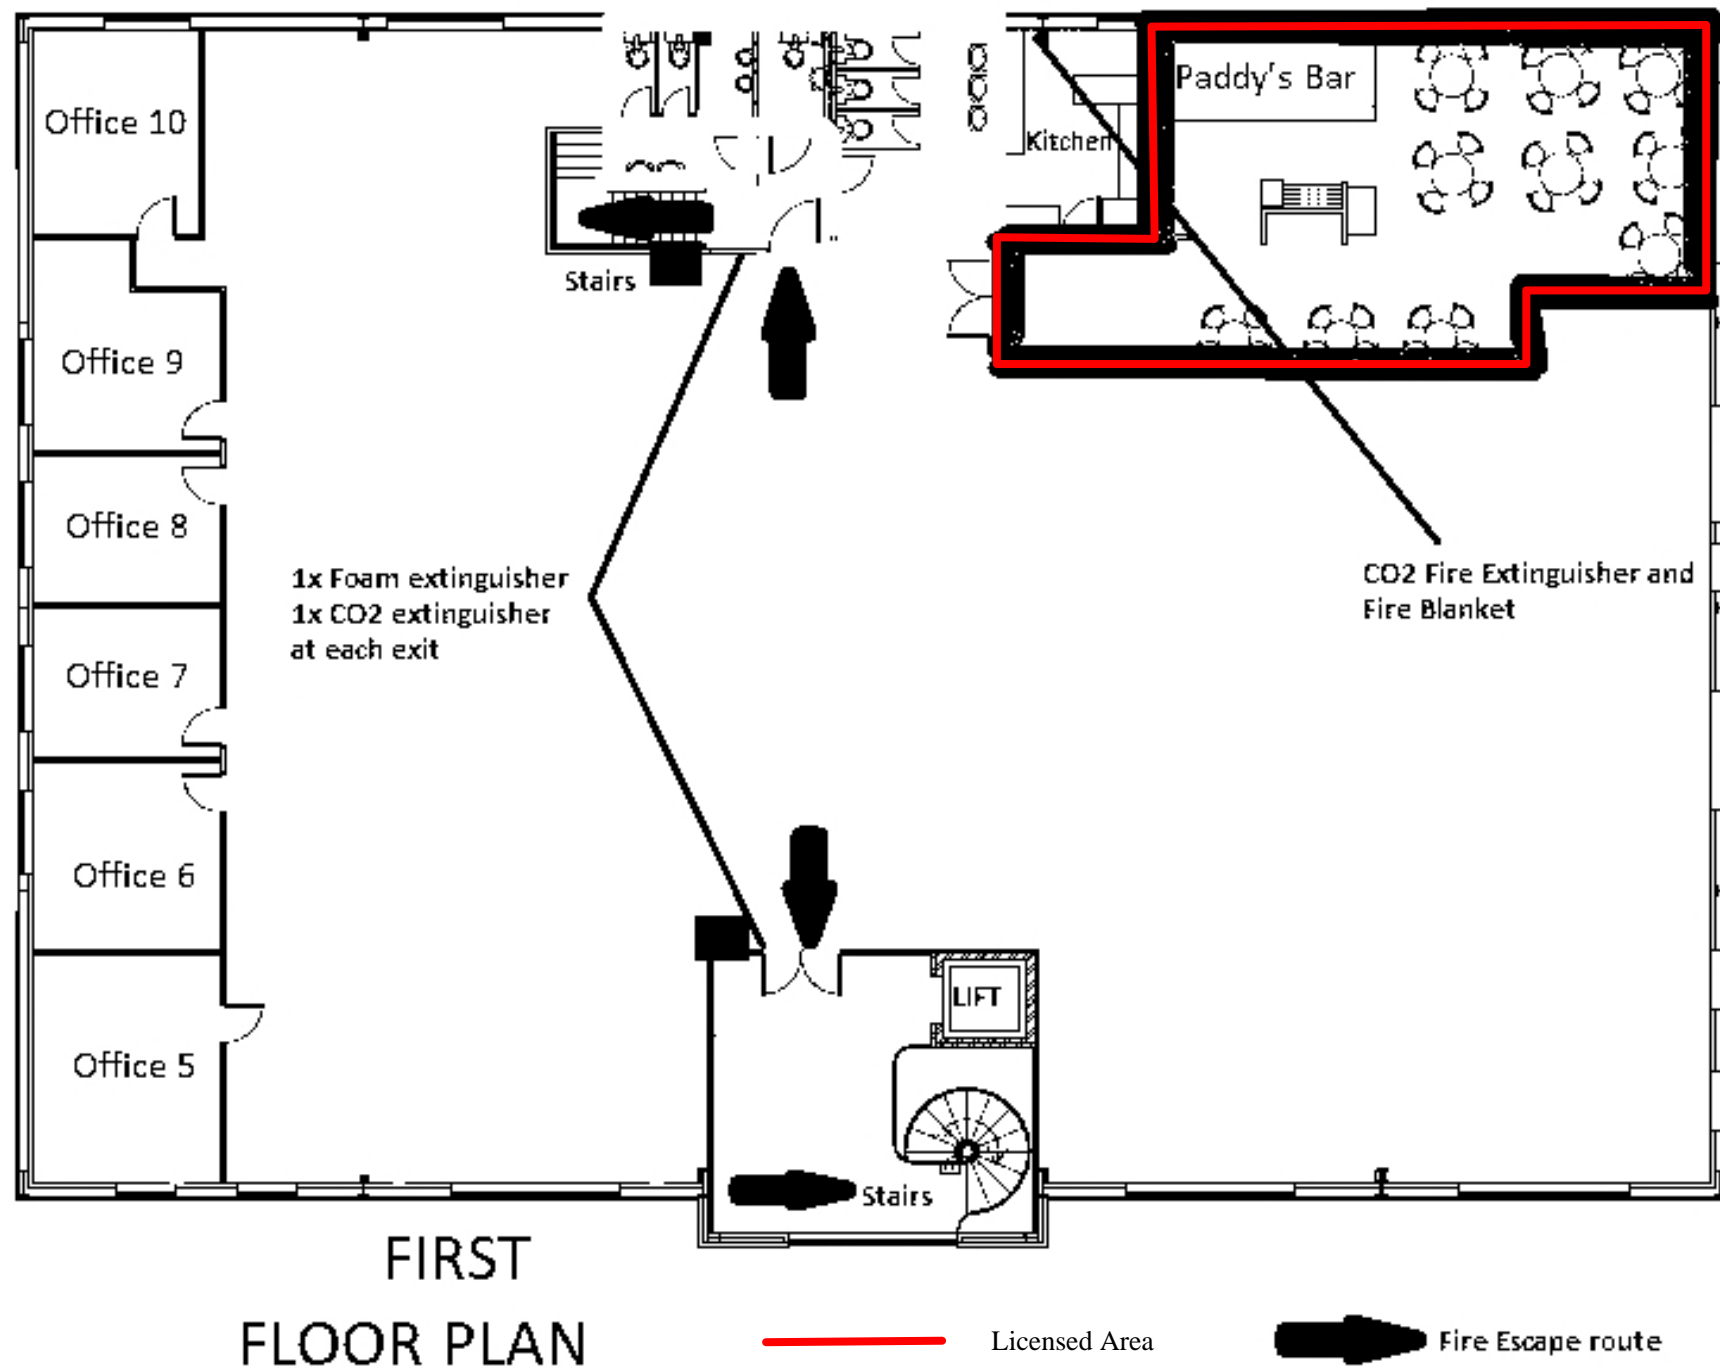 Office 10
Paddy's Bar
Kitchen
Stairs
Office 9
Office 8
1x Foam extinguisher
1x CO2 extinguisher
at each exit
CO2 Fire Extinguisher and
Fire Blanket
Office 7
Office 6
LIFT
Office 5
Stairs
FIRST
FLOOR PLAN
Licensed Area
Fire Escape route